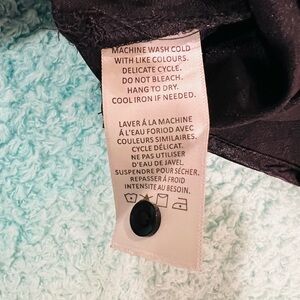 MACHINE WASH COLD
WITH LIKE COLOURS.
DELICATE CYCLE.
DO NOT BLEACH.
HANG TO DRY.
COOL IRON IF NEEDED.
LAVER Á LA MACHINE
Á L'EAU FORIOD AVEC
COULEURS SIMILAIRES,
CYCLE DÉLICAT.
NE PAS UTILISER
D'EAU DE JAVEL,
SUSPENDRE POUR SÉCHER.
REPASSER Á FROID
INTENSITE AU BESOIN.